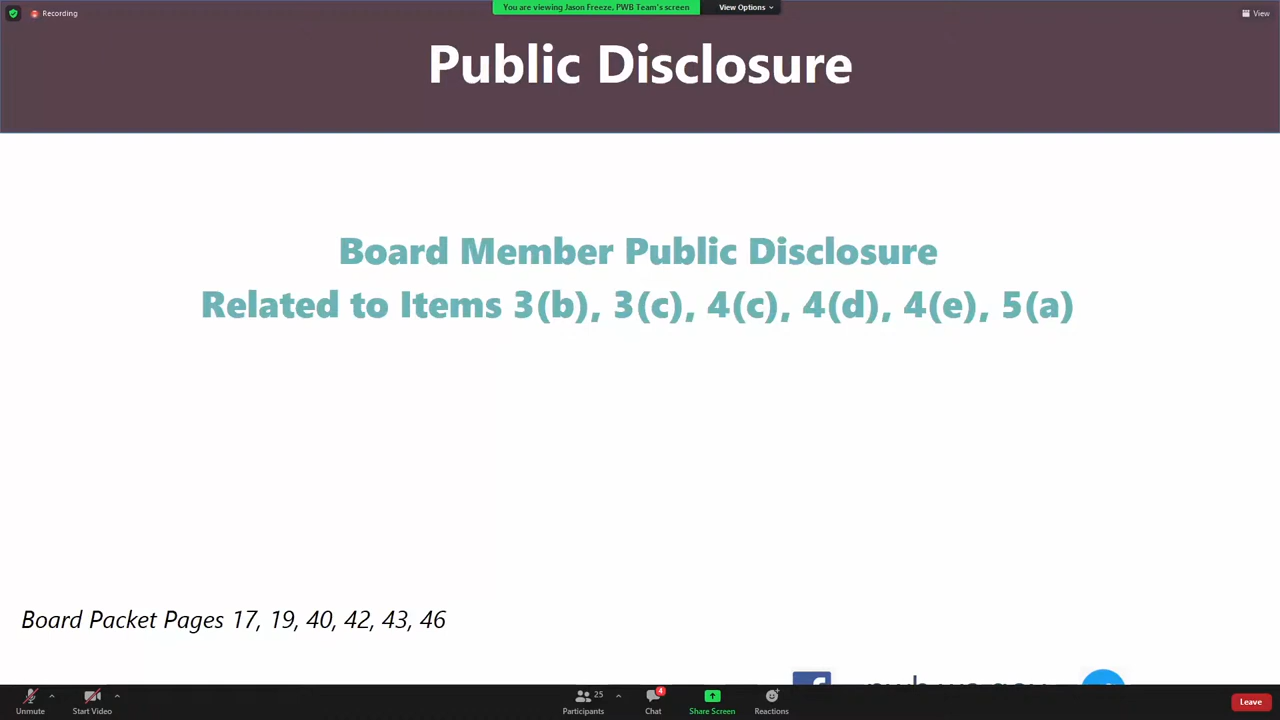 You are viewing Jason Freeze, PWB Team's screen
View Options
Recording
View
Public Disclosure
Board Member Public Disclosure
Related to Items 3(b), 3(c), 4(c), 4(d), 4(e), 5(a)
Board Packet Pages 17, 19, 40, 42, 43, 46
Unmute
Start Video
25
Participants
4
Chat
Share Screen
Reactions
Leave